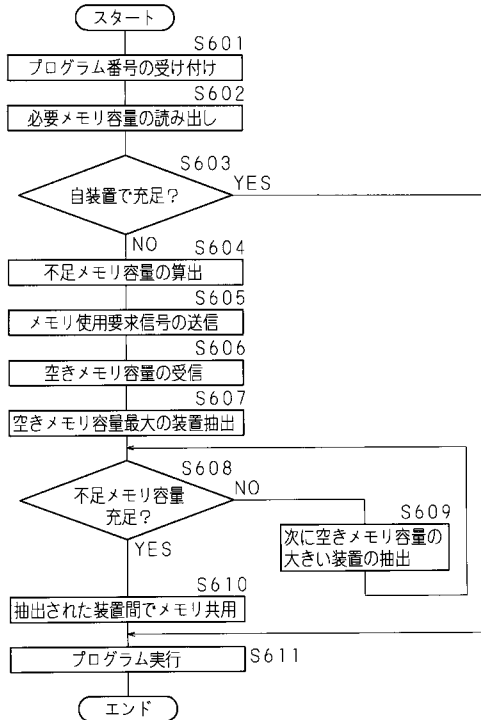 スタート
S601
プログラム番号の受け付け
S602
必要メモリ容量の読み出し
S603
自装置で充足?
YES
NO
S604
不足メモリ容量の算出
S605
メモリ使用要求信号の送信
S606
空きメモリ容量の受信
S607
空きメモリ容量最大の装置抽出
S608
不足メモリ容量
充足?
NO
YES
S609
次に空きメモリ容量の
大きい装置の抽出
S610
抽出された装置間でメモリ共用
プログラム実行
S611
エンド